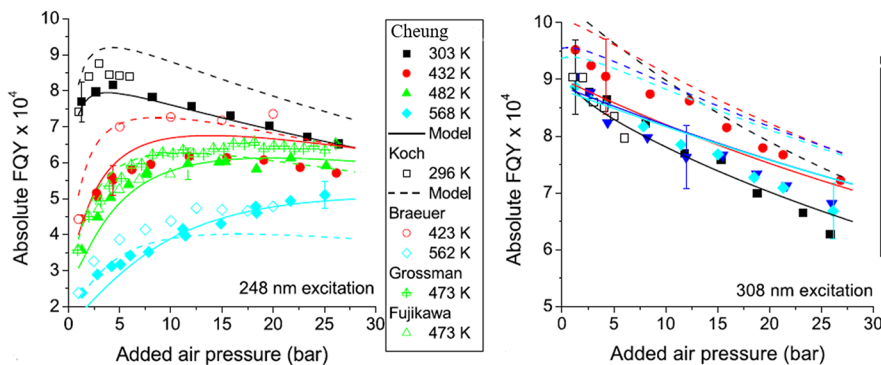 Absolute FQY x 10⁴
10
9
8
7
6
5
4
3
2
0 5 10 15 20 25 30
248 nm excitation
Added air pressure (bar)
Cheung
303 K
432 K
482 K
568 K
Model
Koch
296 K
Model
Braeuer
423 K
562 K
Grossman
473 K
Fujikawa
473 K
Absolute FQY x 10⁴
10
9
8
7
6
5
0 5 10 15 20 25 30
308 nm excitation
Added air pressure (bar)